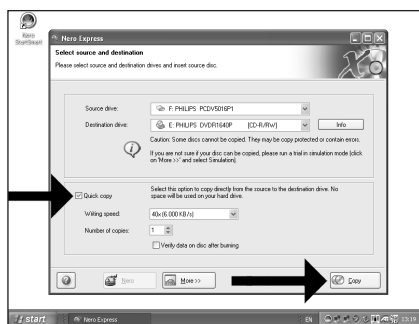 Nero
StartSmart
Nero Express
Select source and destination
Please select source and destination drives and insert source disc.
Source drive:
F: PHILIPS PCDV5016P1
Destination drive:
E: PHILIPS DVDR1640P [CD-R/RW]
Info
Caution: Some discs cannot be copied. They may be copy protected or contain errors.
If you are not sure if your disc can be copied, please run a trial in simulation mode (click
on 'More >>' and select Simulation).
Quick copy
Select this option to copy directly from the source to the destination drive. No
space will be used on your hard drive.
Writing speed:
40x (6,000 KB/s)
Number of copies:
1
Verify data on disc after burning
Nero
More >>
Copy
start
Nero Express
EN
13:19